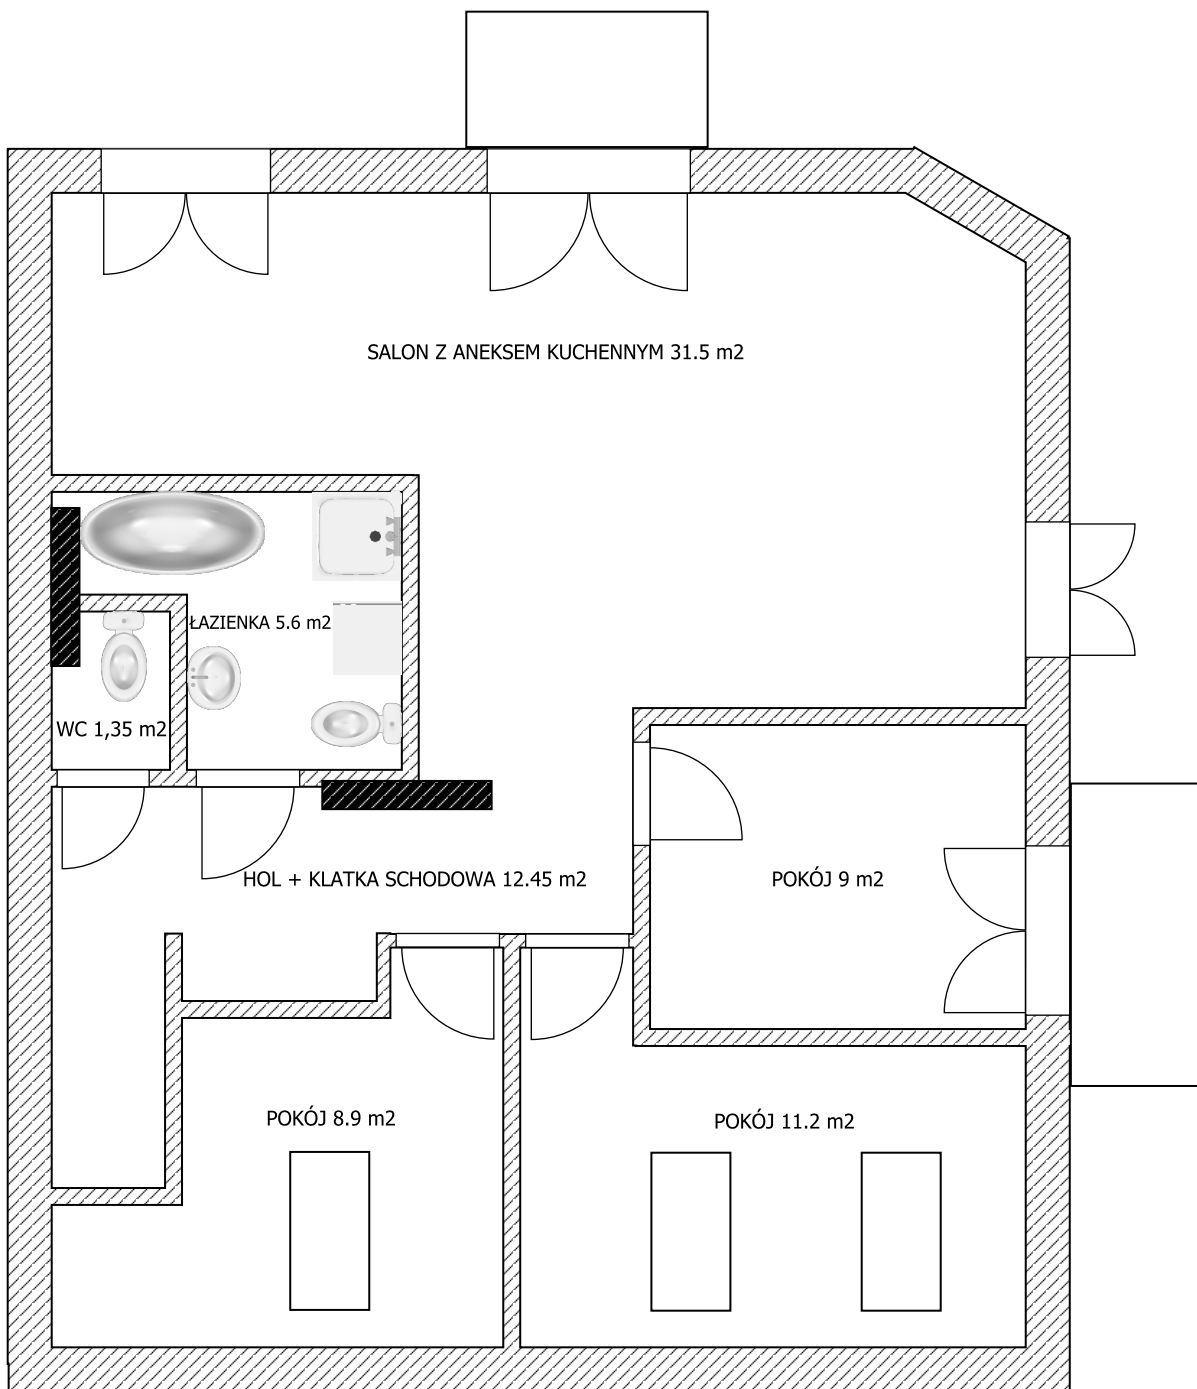 SALON Z ANEKSEM KUCHENNYM 31.5 m2
ŁAZIENKA 5.6 m2
WC 1,35 m2
HOL + KLATKA SCHODOWA 12.45 m2
POKÓJ 9 m2
POKÓJ 8.9 m2
POKÓJ 11.2 m2